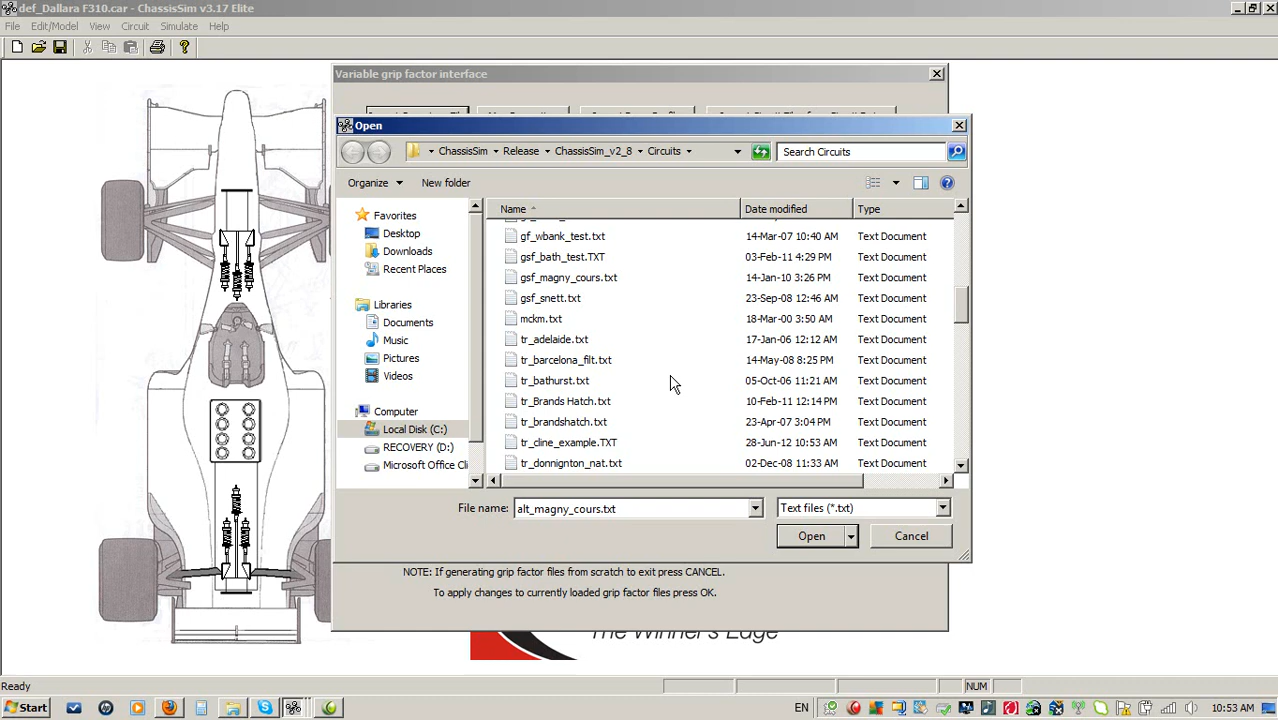 def_Dallara F310.car - ChassisSim v3.17 Elite
File Edit/Model View Circuit Simulate Help
Variable grip factor interface
Open
ChassisSim Release ChassisSim_v2_8 Circuits Search Circuits
Organize New folder
Name Date modified Type
Favorites
Desktop
Downloads
Recent Places
Libraries
Documents
Music
Pictures
Videos
Computer
Local Disk (C:)
RECOVERY (D:)
Microsoft Office Cli
gf_wbank_test.txt 14-Mar-07 10:40 AM Text Document
gsf_bath_test.TXT 03-Feb-11 4:29 PM Text Document
gsf_magny_cours.txt 14-Jan-10 3:26 PM Text Document
gsf_snett.txt 23-Sep-08 12:46 AM Text Document
mckm.txt 18-Mar-00 3:50 AM Text Document
tr_adelaide.txt 17-Jan-06 12:12 AM Text Document
tr_barcelona_filt.txt 14-May-08 8:25 PM Text Document
tr_bathurst.txt 05-Oct-06 11:21 AM Text Document
tr_Brands Hatch.txt 10-Feb-11 12:14 PM Text Document
tr_brandshatch.txt 23-Apr-07 3:04 PM Text Document
tr_cline_example.TXT 28-Jun-12 10:53 AM Text Document
tr_donnignton_nat.txt 02-Dec-08 11:33 AM Text Document
File name: alt_magny_cours.txt Text files (*.txt)
Open Cancel
NOTE: If generating grip factor files from scratch to exit press CANCEL.
To apply changes to currently loaded grip factor files press OK.
The Winner's Edge
Ready NUM
Start EN 10:53 AM